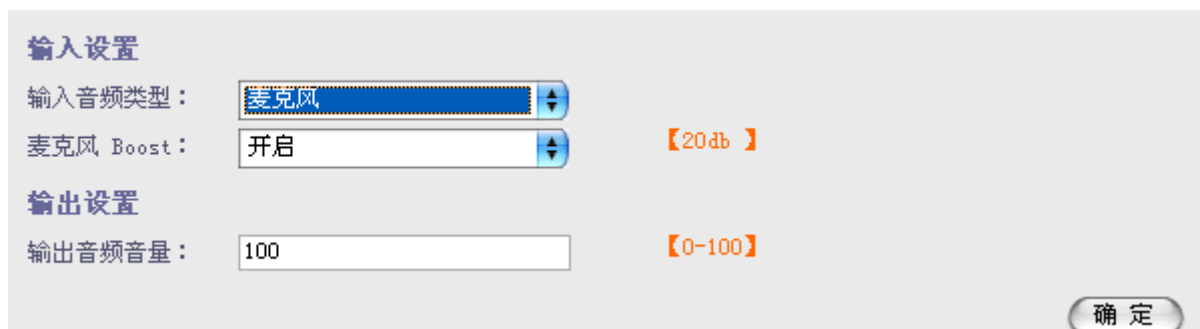 输入设置
输入音频类型： 麦克风
麦克风 Boost： 开启 【20db 】
输出设置
输出音频音量： 100 【0-100】
确 定